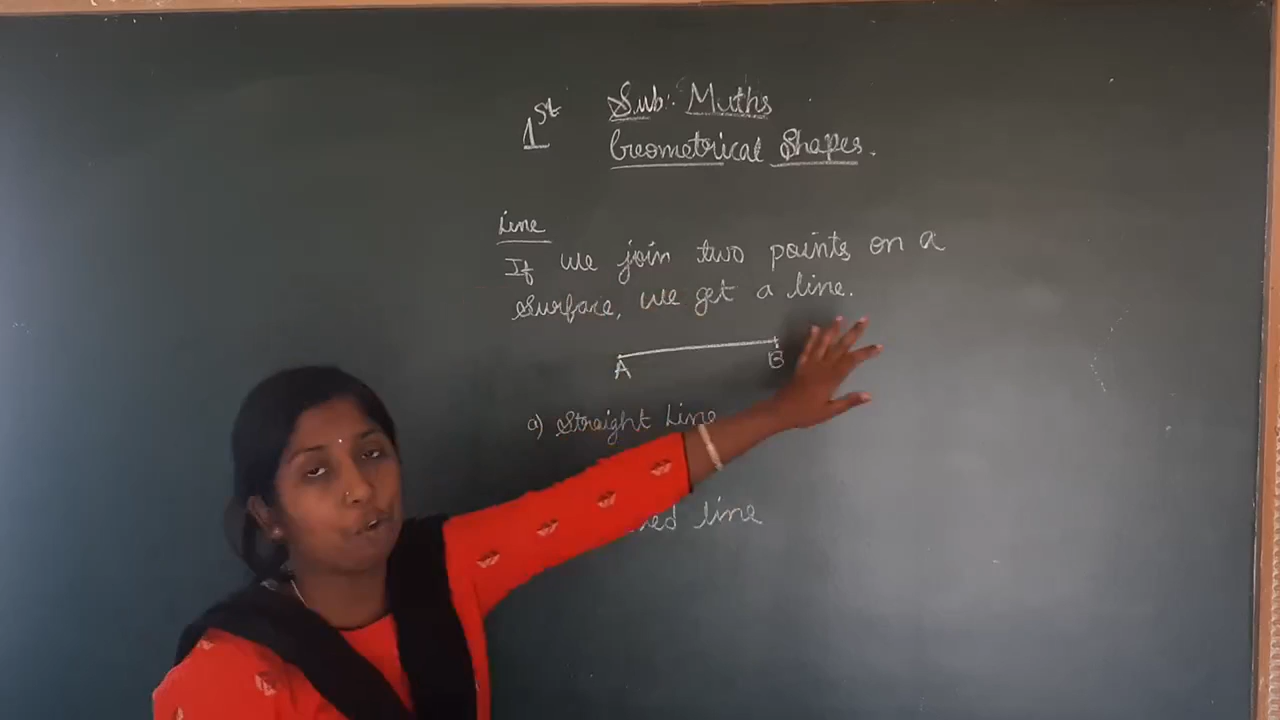 1st Sub: Maths
Geometrical Shapes.
Line
If we join two points on a
surface, we get a line.
A B
a) Straight Line
line